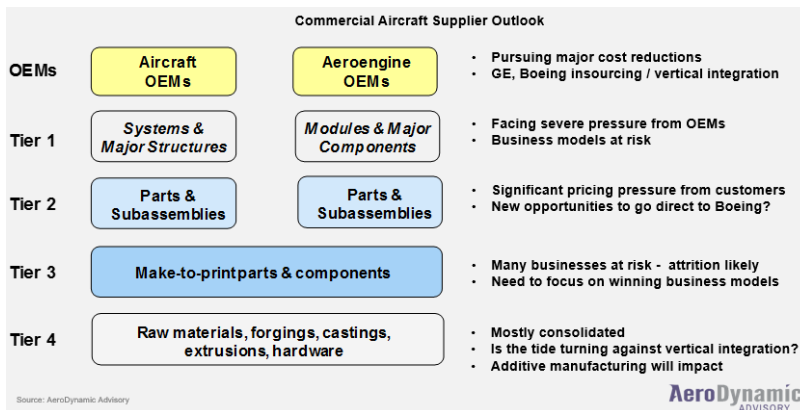 Commercial Aircraft Supplier Outlook
OEMs
Aircraft
OEMs
Aeroengine
OEMs
• Pursuing major cost reductions
• GE, Boeing insourcing / vertical integration
Tier 1
Systems &
Major Structures
Modules & Major
Components
• Facing severe pressure from OEMs
• Business models at risk
Tier 2
Parts &
Subassemblies
Parts &
Subassemblies
• Significant pricing pressure from customers
• New opportunities to go direct to Boeing?
Tier 3
Make-to-print parts & components
• Many businesses at risk - attrition likely
• Need to focus on winning business models
Tier 4
Raw materials, forgings, castings,
extrusions, hardware
• Mostly consolidated
• Is the tide turning against vertical integration?
• Additive manufacturing will impact
Source: AeroDynamic Advisory
AeroDynamic
ADVISORY